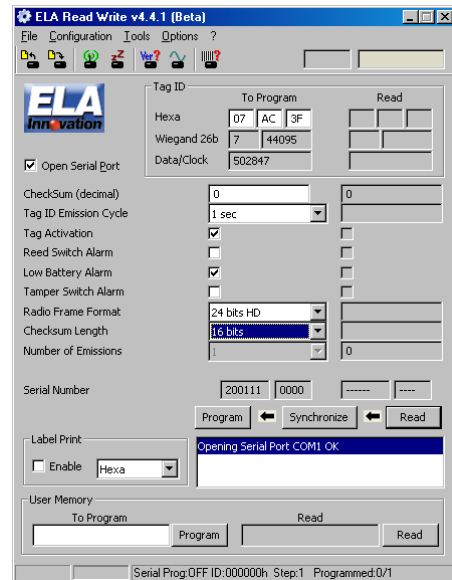 ELA Read Write v4.4.1 (Beta)
File Configuration Tools Options ?
Ver?
ELA
Innovation
Tag ID
To Program Read
Hexa 07 AC 3F
Wiegand 26b 7 44095
Data/Clock 502847
Open Serial Port
CheckSum (decimal) 0 0
Tag ID Emission Cycle 1 sec
Tag Activation
Reed Switch Alarm
Low Battery Alarm
Tamper Switch Alarm
Radio Frame Format 24 bits HD
Checksum Length 16 bits
Number of Emissions 1 0
Serial Number 200111 0000 ------ ----
Program Synchronize Read
Label Print
Enable Hexa
Opening Serial Port COM1 OK
User Memory
To Program Read
Program Read
Serial Prog:OFF ID:000000h Step:1 Programmed:0/1